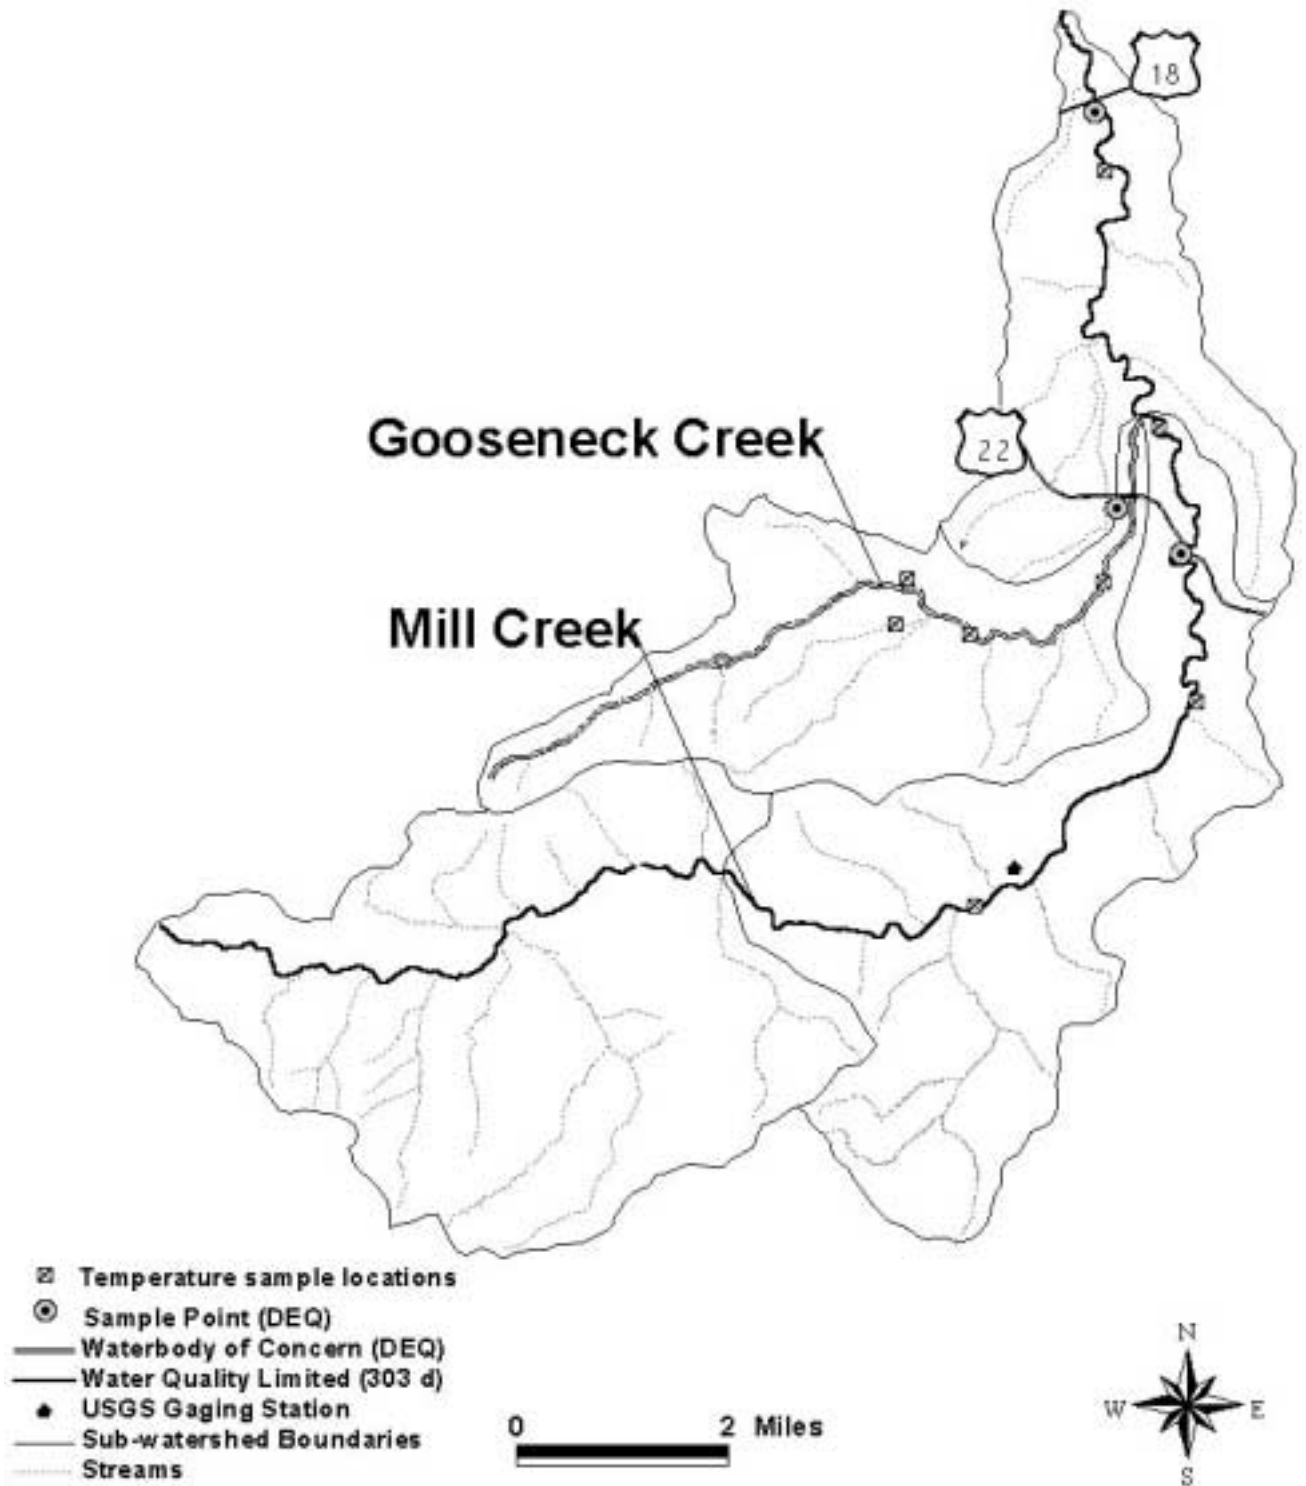 18
22
Gooseneck Creek
Mill Creek
Temperature sample locations
Sample Point (DEQ)
Waterbody of Concern (DEQ)
Water Quality Limited (303 d)
USGS Gaging Station
Sub-watershed Boundaries
Streams
0 2 Miles
N
W E
S